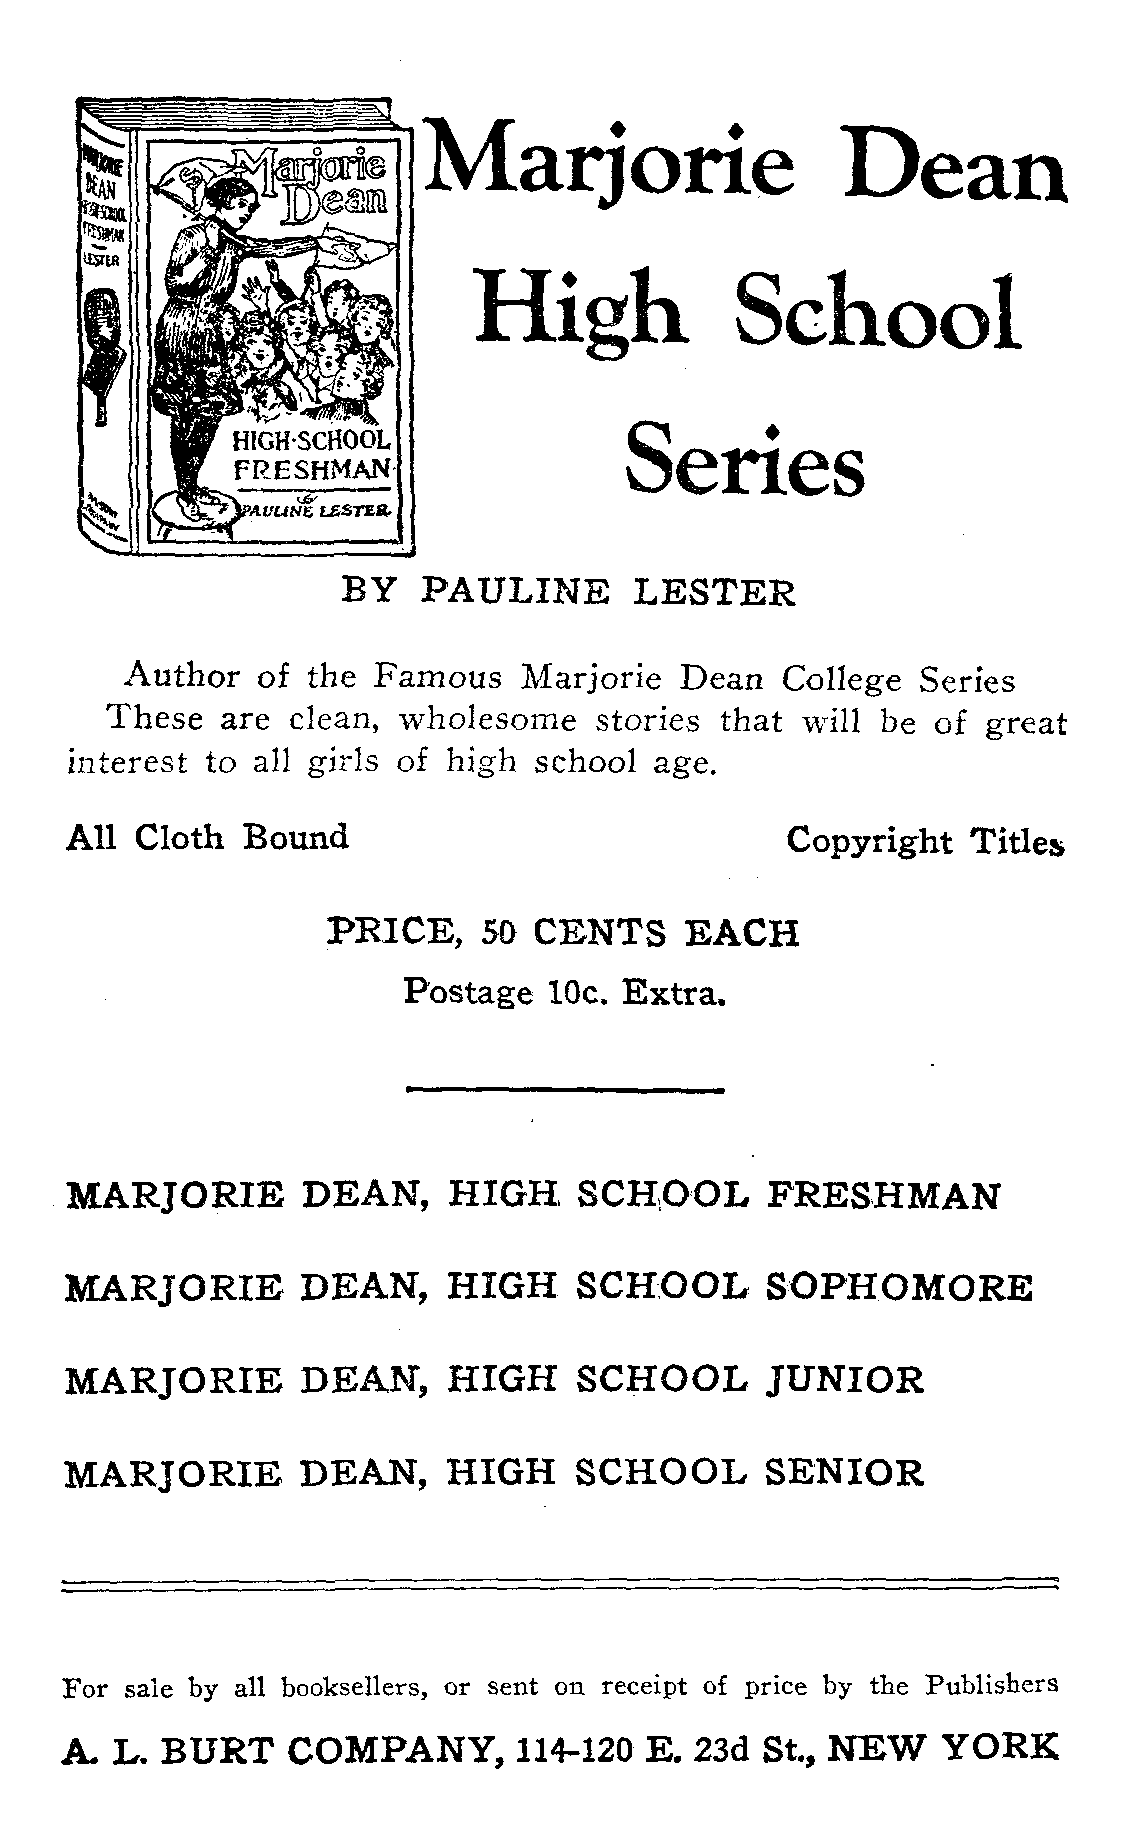 Marjorie Dean
High School
Series
MARJORIE
DEAN
HIGH SCHOOL
FRESHMAN
LESTER
Marjorie
Dean
HIGH-SCHOOL
FRESHMAN
PAULINE LESTER
BY PAULINE LESTER
Author of the Famous Marjorie Dean College Series
These are clean, wholesome stories that will be of great
interest to all girls of high school age.
All Cloth Bound Copyright Titles
PRICE, 50 CENTS EACH
Postage 10c. Extra.
MARJORIE DEAN, HIGH SCHOOL FRESHMAN
MARJORIE DEAN, HIGH SCHOOL SOPHOMORE
MARJORIE DEAN, HIGH SCHOOL JUNIOR
MARJORIE DEAN, HIGH SCHOOL SENIOR
For sale by all booksellers, or sent on receipt of price by the Publishers
A. L. BURT COMPANY, 114-120 E. 23d St., NEW YORK